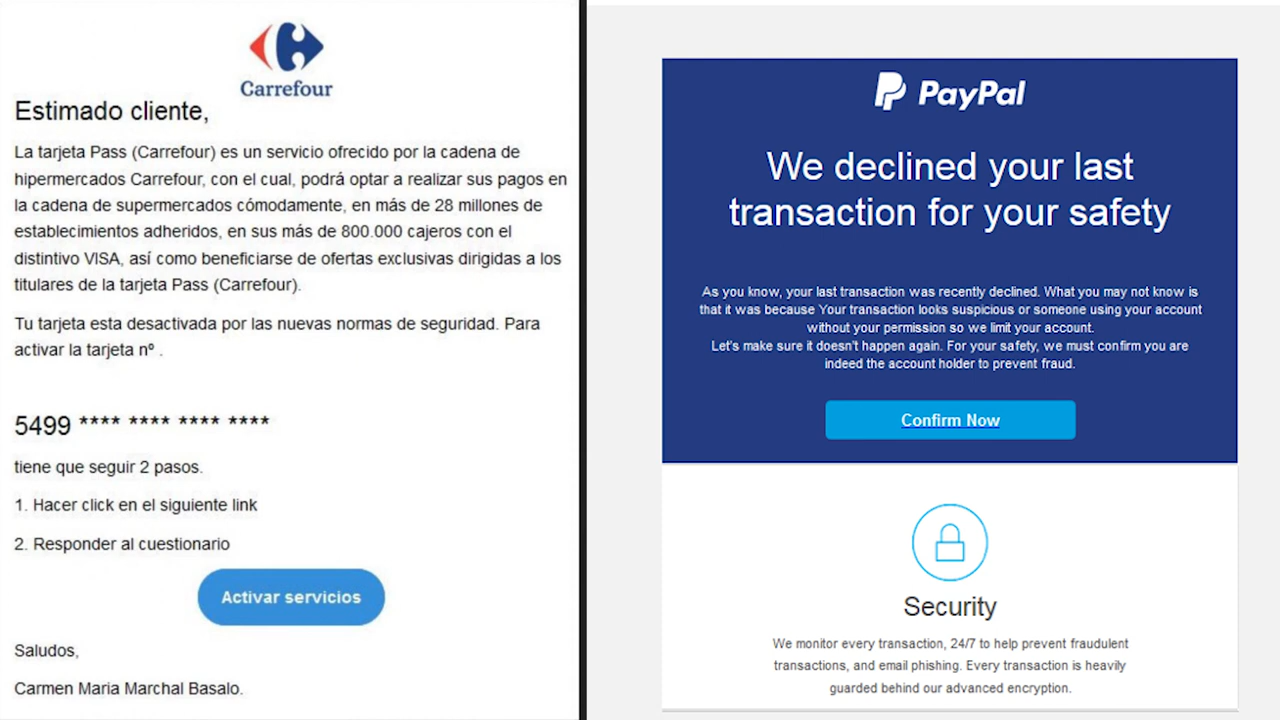 Carrefour
Estimado cliente,
La tarjeta Pass (Carrefour) es un servicio ofrecido por la cadena de
hipermercados Carrefour, con el cual, podrá optar a realizar sus pagos en
la cadena de supermercados cómodamente, en más de 28 millones de
establecimientos adheridos, en sus más de 800.000 cajeros con el
distintivo VISA, así como beneficiarse de ofertas exclusivas dirigidas a los
titulares de la tarjeta Pass (Carrefour).
Tu tarjeta esta desactivada por las nuevas normas de seguridad. Para
activar la tarjeta nº .
5499 **** **** **** ****
tiene que seguir 2 pasos.
1. Hacer click en el siguiente link
2. Responder al cuestionario
Activar servicios
Saludos,
Carmen Maria Marchal Basalo.
PayPal
We declined your last
transaction for your safety
As you know, your last transaction was recently declined. What you may not know is
that it was because Your transaction looks suspicious or someone using your account
without your permission so we limit your account.
Let's make sure it doesn't happen again. For your safety, we must confirm you are
indeed the account holder to prevent fraud.
Confirm Now
Security
We monitor every transaction, 24/7 to help prevent fraudulent
transactions, and email phishing. Every transaction is heavily
guarded behind our advanced encryption.